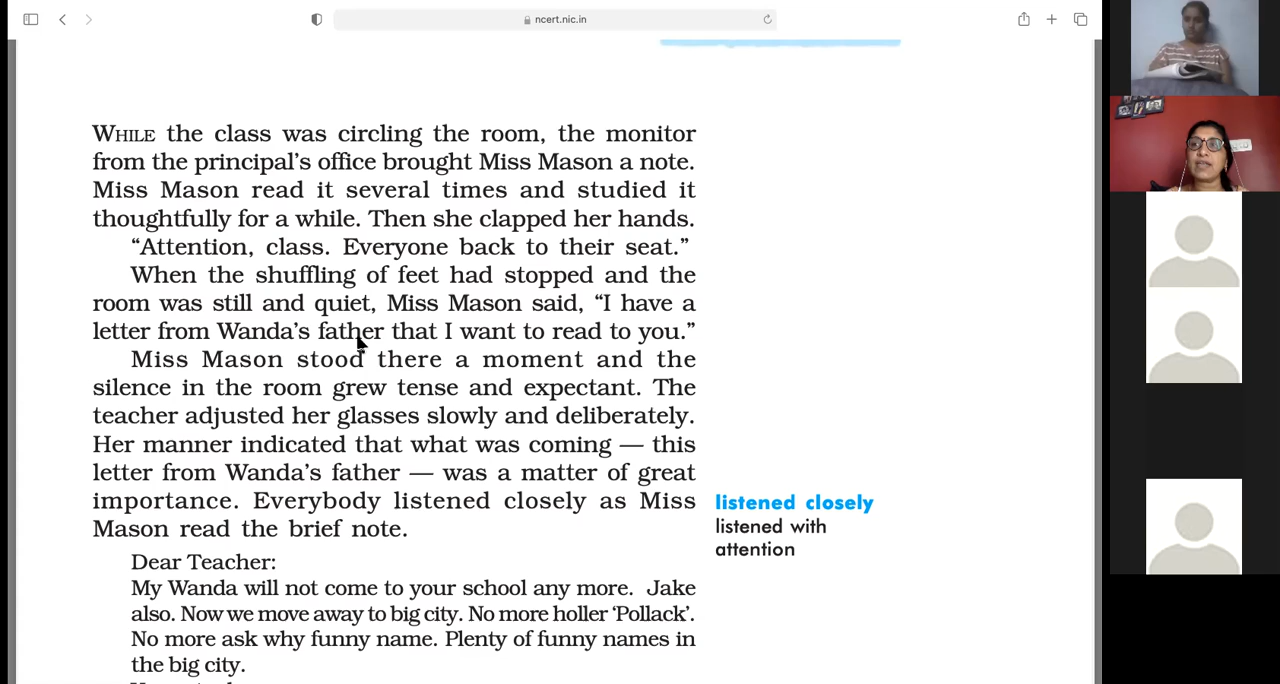 ncert.nic.in
WHILE the class was circling the room, the monitor
from the principal's office brought Miss Mason a note.
Miss Mason read it several times and studied it
thoughtfully for a while. Then she clapped her hands.
“Attention, class. Everyone back to their seat.”
When the shuffling of feet had stopped and the
room was still and quiet, Miss Mason said, “I have a
letter from Wanda's father that I want to read to you.”
Miss Mason stood there a moment and the
silence in the room grew tense and expectant. The
teacher adjusted her glasses slowly and deliberately.
Her manner indicated that what was coming — this
letter from Wanda's father — was a matter of great
importance. Everybody listened closely as Miss
Mason read the brief note.
listened closely
listened with
attention
Dear Teacher:
My Wanda will not come to your school any more. Jake
also. Now we move away to big city. No more holler ‘Pollack’.
No more ask why funny name. Plenty of funny names in
the big city.